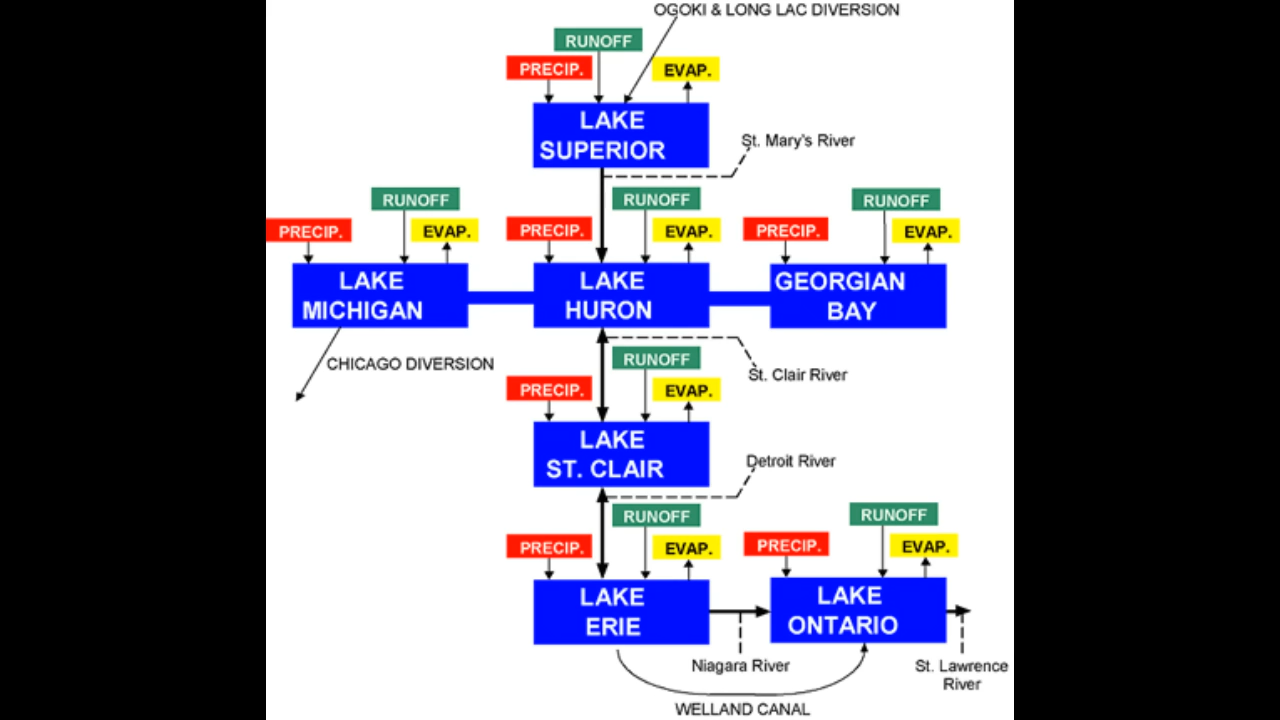 OGOKI & LONG LAC DIVERSION
RUNOFF
PRECIP.
EVAP.
LAKE
SUPERIOR
St. Mary's River
RUNOFF
PRECIP.
EVAP.
LAKE
MICHIGAN
RUNOFF
PRECIP.
EVAP.
LAKE
HURON
RUNOFF
PRECIP.
EVAP.
GEORGIAN
BAY
CHICAGO DIVERSION
St. Clair River
RUNOFF
PRECIP.
EVAP.
LAKE
ST. CLAIR
Detroit River
RUNOFF
PRECIP.
EVAP.
LAKE
ERIE
RUNOFF
PRECIP.
EVAP.
LAKE
ONTARIO
Niagara River
St. Lawrence
River
WELLAND CANAL